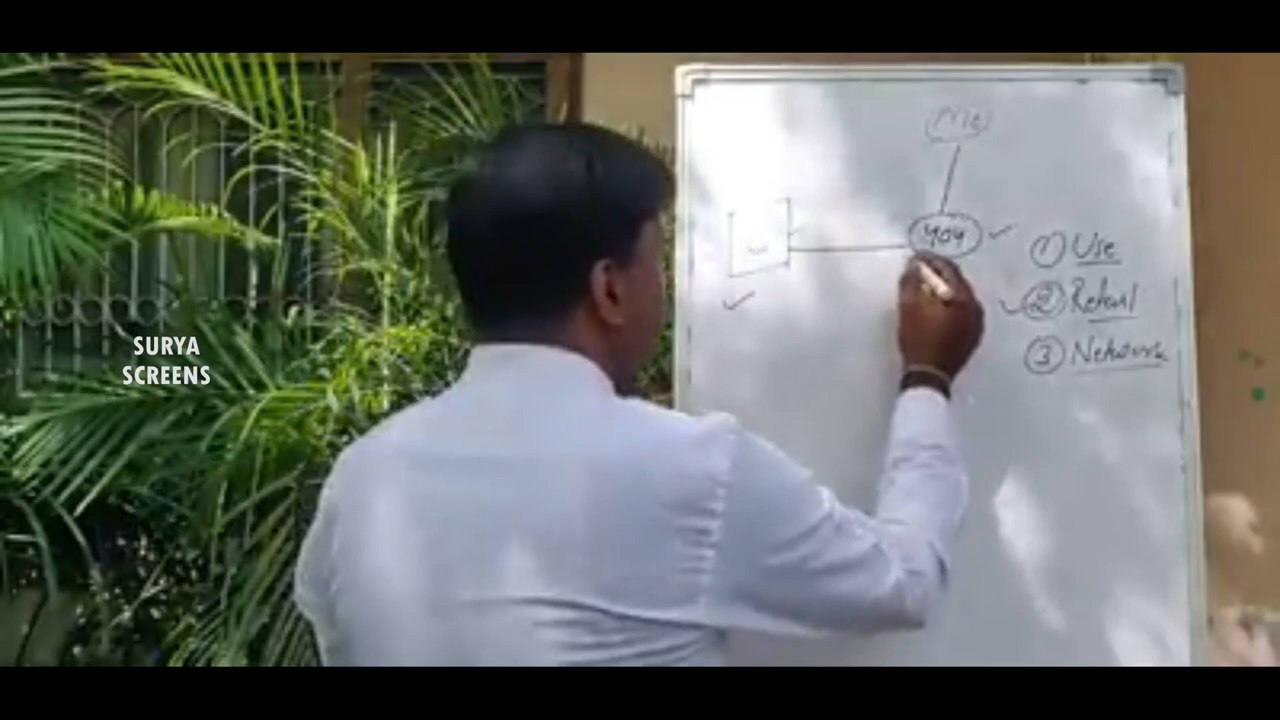 Me
You
① Use
② Retail
③ Network
SURYA
SCREENS